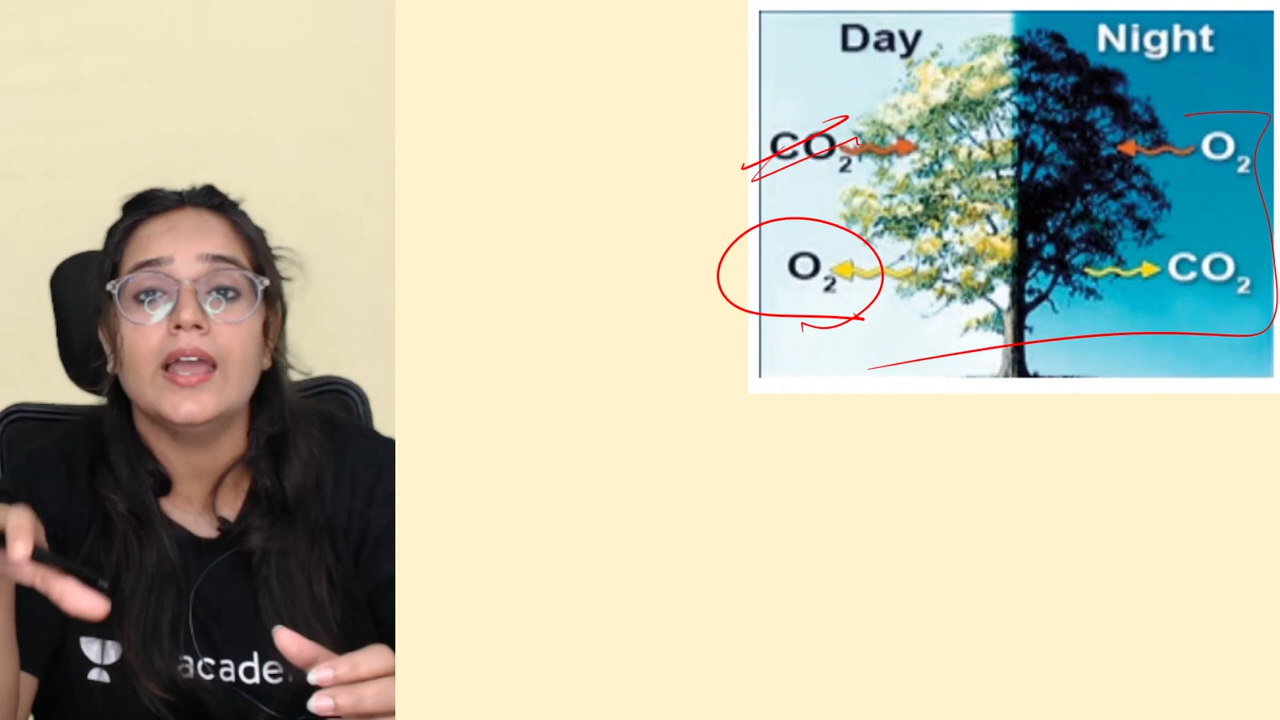 Day
Night
CO₂
O₂
O₂
CO₂
acade